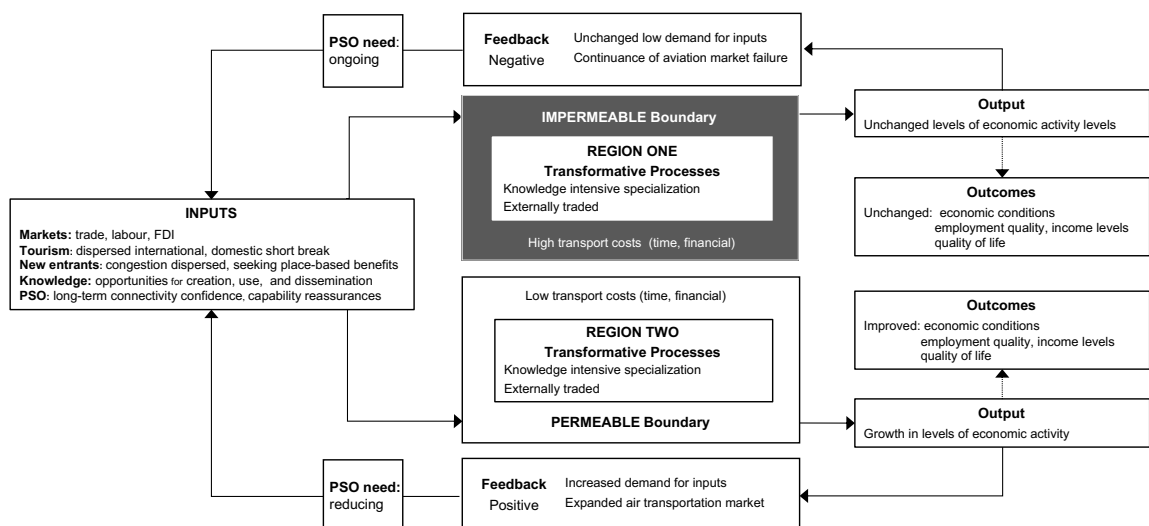 PSO need:
ongoing
Feedback Unchanged low demand for inputs
Negative Continuance of aviation market failure
IMPERMEABLE Boundary
REGION ONE
Transformative Processes
Knowledge intensive specialization
Externally traded
High transport costs (time, financial)
Output
Unchanged levels of economic activity levels
Outcomes
Unchanged: economic conditions
employment quality, income levels
quality of life
INPUTS
Markets: trade, labour, FDI
Tourism: dispersed international, domestic short break
New entrants: congestion dispersed, seeking place-based benefits
Knowledge: opportunities for creation, use, and dissemination
PSO: long-term connectivity confidence, capability reassurances
Low transport costs (time, financial)
REGION TWO
Transformative Processes
Knowledge intensive specialization
Externally traded
PERMEABLE Boundary
Outcomes
Improved: economic conditions
employment quality, income levels
quality of life
Output
Growth in levels of economic activity
PSO need:
reducing
Feedback Increased demand for inputs
Positive Expanded air transportation market